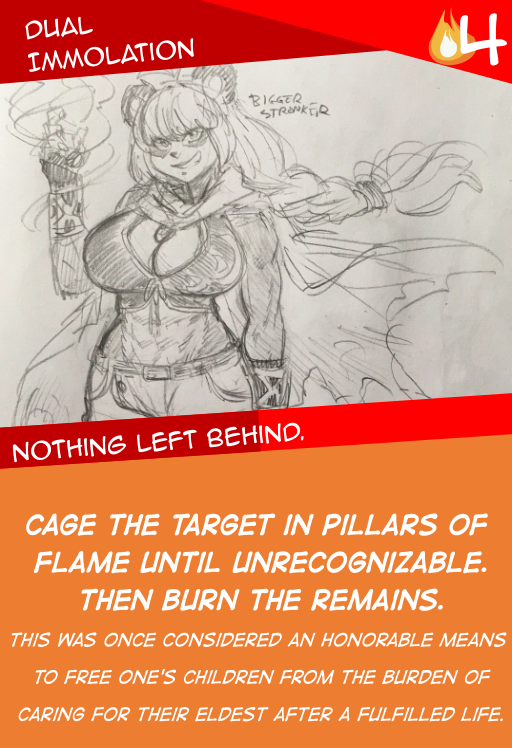 DUAL
IMMOLATION
4
BIGGER
STRONKER
NOTHING LEFT BEHIND.
CAGE THE TARGET IN PILLARS OF
FLAME UNTIL UNRECOGNIZABLE.
THEN BURN THE REMAINS.
THIS WAS ONCE CONSIDERED AN HONORABLE MEANS
TO FREE ONE'S CHILDREN FROM THE BURDEN OF
CARING FOR THEIR ELDEST AFTER A FULFILLED LIFE.